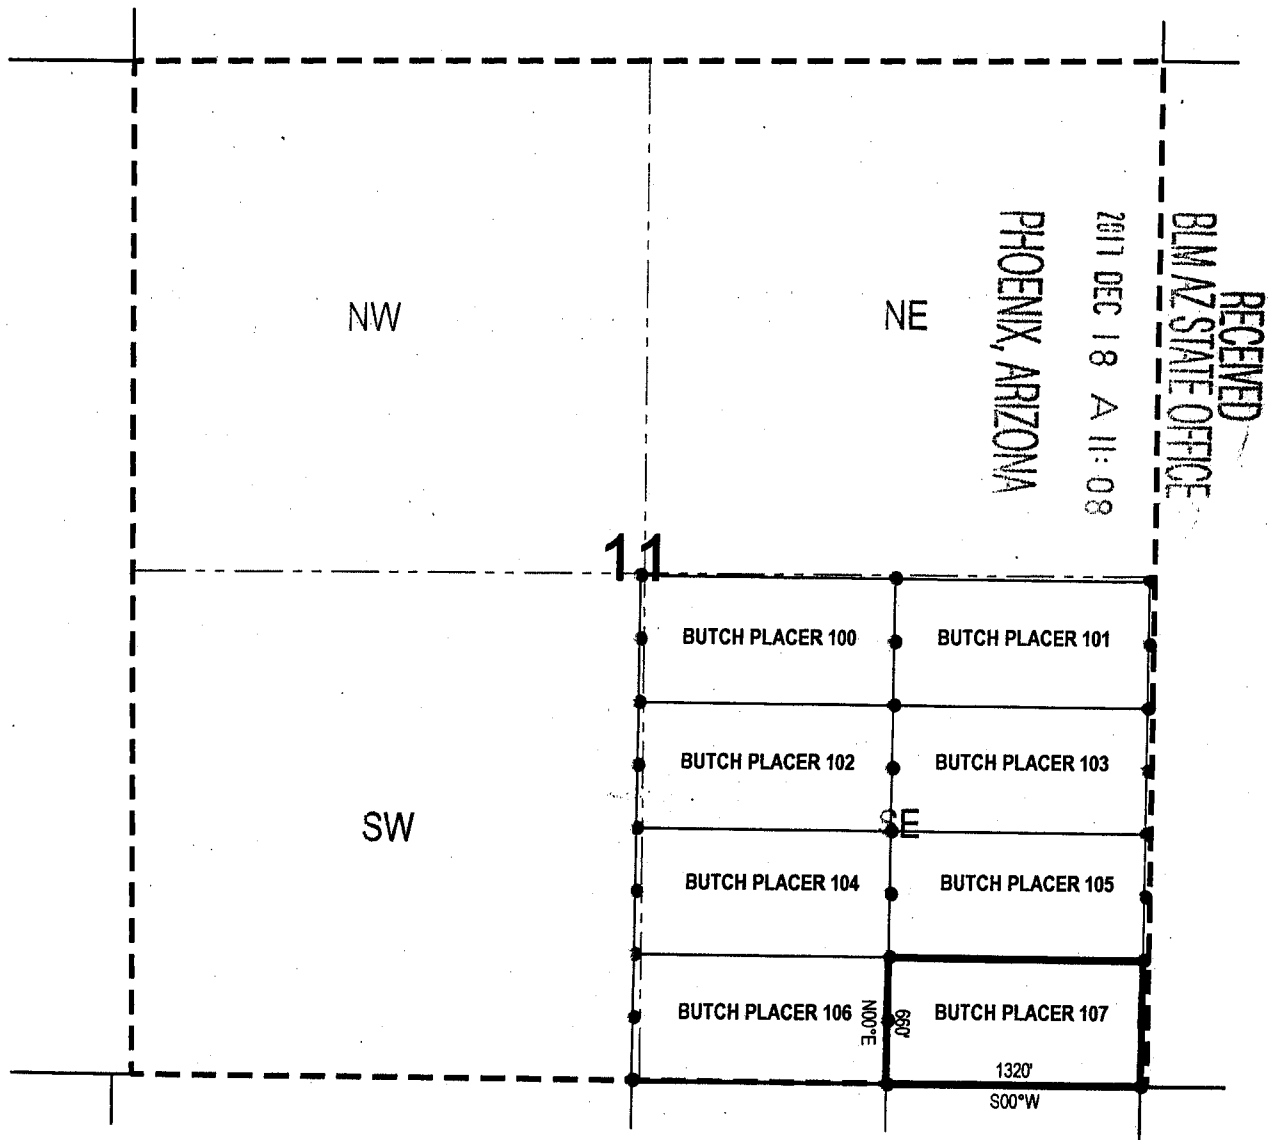 RECEIVED
BLM AZ STATE OFFICE
2017 DEC 18 A 11:08
PHOENIX, ARIZONA
NW
NE
11
BUTCH PLACER 100
BUTCH PLACER 101
BUTCH PLACER 102
BUTCH PLACER 103
SW
SE
BUTCH PLACER 104
BUTCH PLACER 105
BUTCH PLACER 106
N00°E
660'
BUTCH PLACER 107
1320'
S00°W